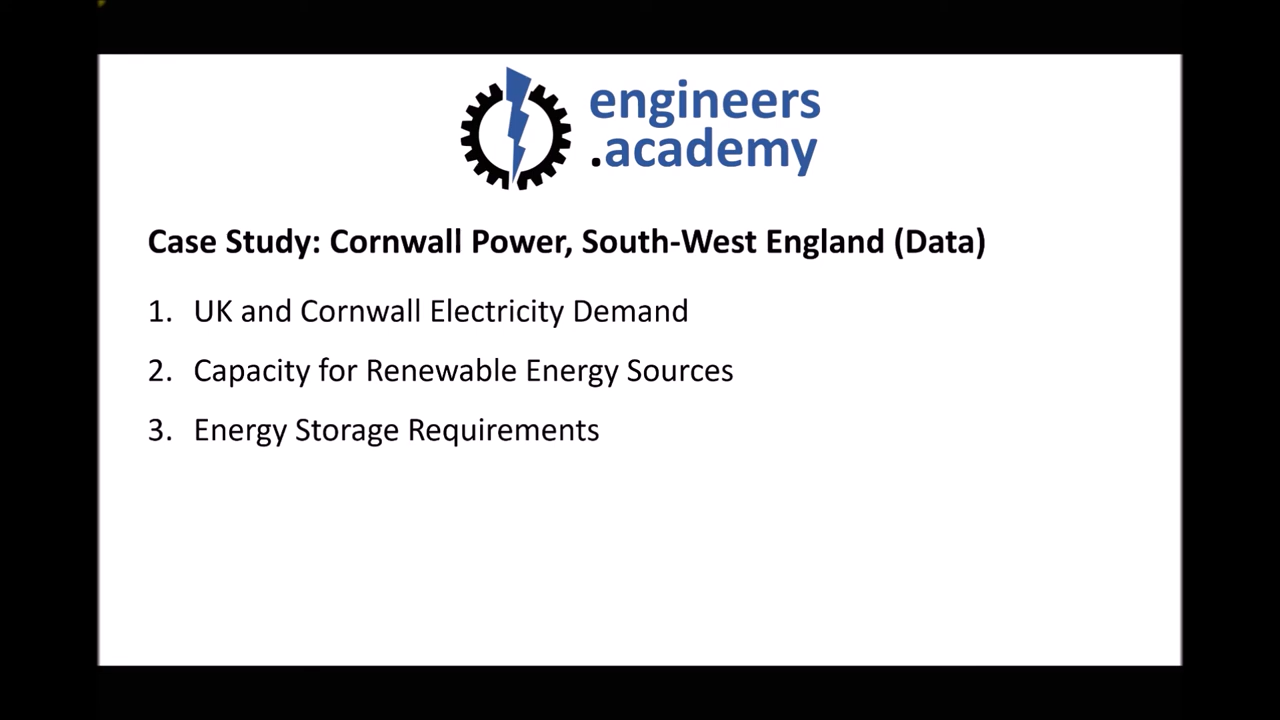 engineers
.academy
Case Study: Cornwall Power, South-West England (Data)
1. UK and Cornwall Electricity Demand
2. Capacity for Renewable Energy Sources
3. Energy Storage Requirements